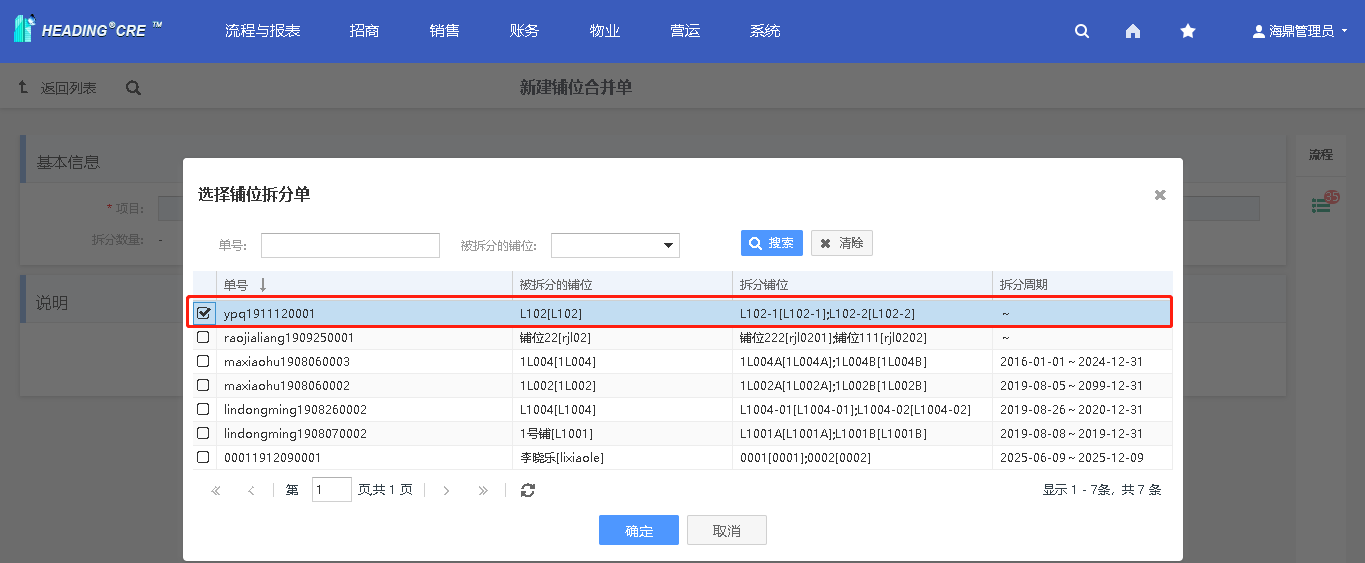 HEADING®CRE ™ 流程与报表 招商 销售 账务 物业 营运 系统 海鼎管理员
返回列表 新建铺位合并单
基本信息 流程
* 项目:
拆分数量: -
95
说明
选择铺位拆分单
单号: 被拆分的铺位: 搜索 清除
单号 被拆分的铺位 拆分铺位 拆分周期
ypq1911120001 L102[L102] L102-1[L102-1];L102-2[L102-2] ~
raojialiang1909250001 铺位22[rjl02] 铺位222[rjl0201];铺位111[rjl0202] ~
maxiaohu1908060003 1L004[1L004] 1L004A[1L004A];1L004B[1L004B] 2016-01-01~2024-12-31
maxiaohu1908060002 1L002[1L002] 1L002A[1L002A];1L002B[1L002B] 2019-08-05~2099-12-31
lindongming1908260002 L1004[L1004] L1004-01[L1004-01];L1004-02[L1004-02] 2019-08-26~2020-12-31
lindongming1908070002 1号铺[L1001] L1001A[L1001A];L1001B[L1001B] 2019-08-08~2019-12-31
00011912090001 李晓乐[lixiaole] 0001[0001];0002[0002] 2025-06-09~2025-12-09
第 1 页,共 1 页 显示 1 - 7条, 共 7 条
确定 取消